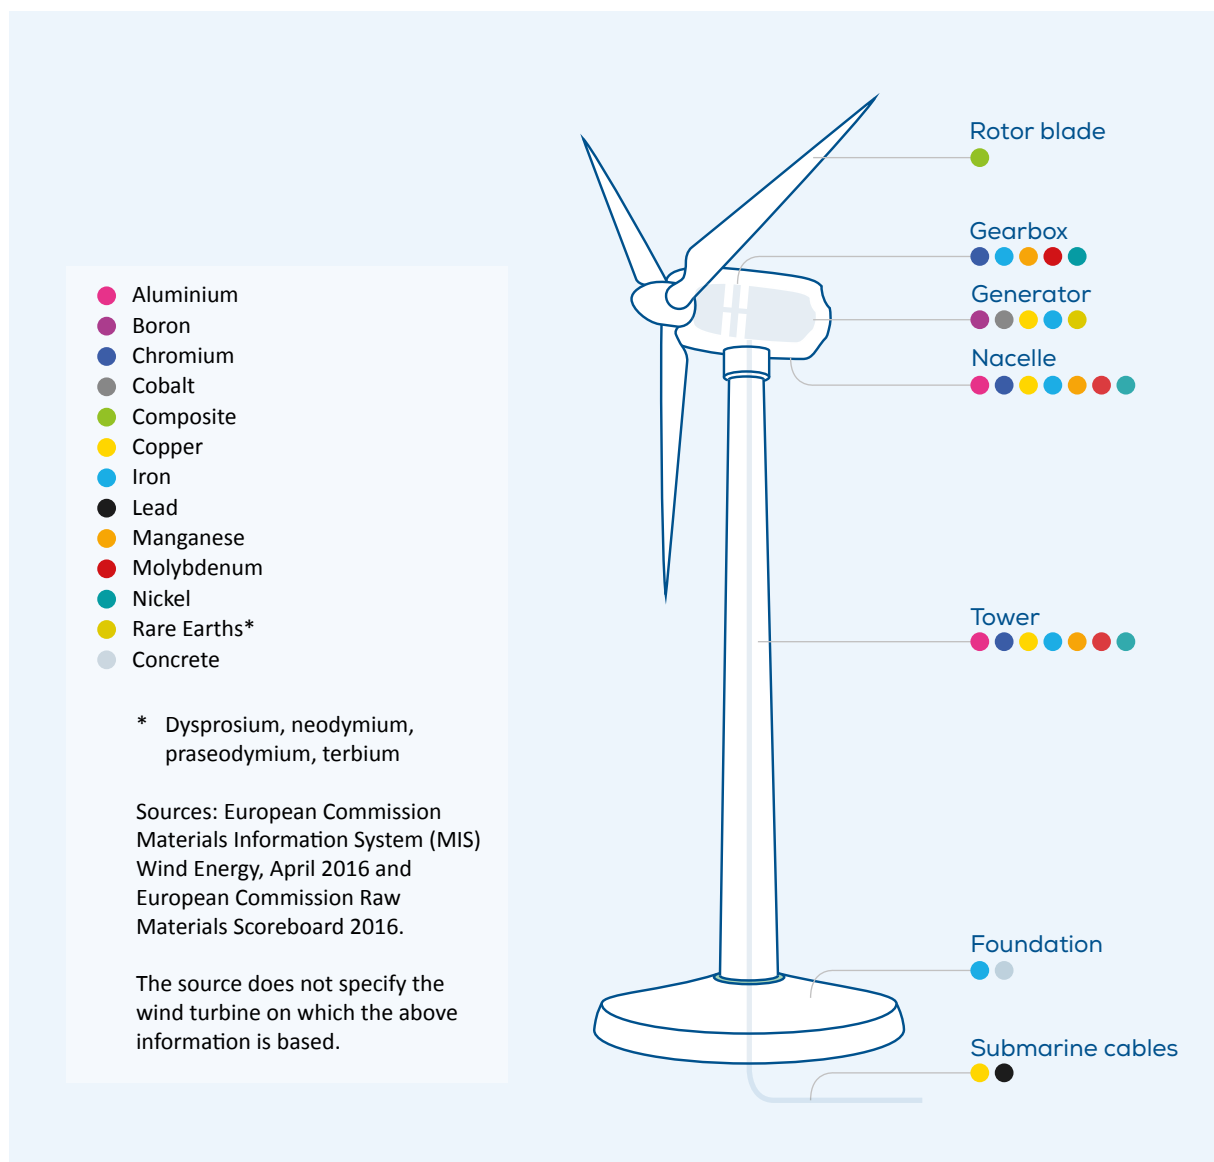 Rotor blade
Gearbox
Generator
Nacelle
Tower
Foundation
Submarine cables
Aluminium
Boron
Chromium
Cobalt
Composite
Copper
Iron
Lead
Manganese
Molybdenum
Nickel
Rare Earths*
Concrete
* Dysprosium, neodymium,
praseodymium, terbium
Sources: European Commission
Materials Information System (MIS)
Wind Energy, April 2016 and
European Commission Raw
Materials Scoreboard 2016.
The source does not specify the
wind turbine on which the above
information is based.